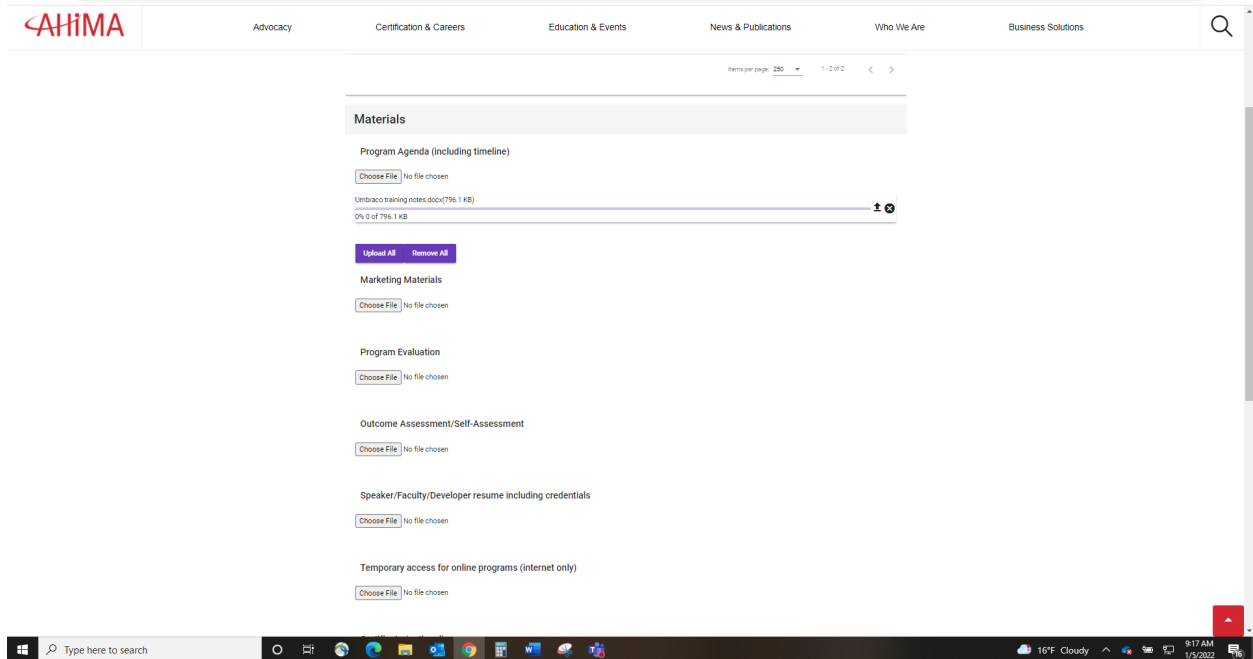 AHiMA
Advocacy Certification & Careers Education & Events News & Publications Who We Are Business Solutions
Items per page: 250 1 - 2 of 2
Materials
Program Agenda (including timeline)
Choose File No file chosen
Umbraco training notes.docx(796.1 KB)
0% 0 of 796.1 KB
Upload All Remove All
Marketing Materials
Choose File No file chosen
Program Evaluation
Choose File No file chosen
Outcome Assessment/Self-Assessment
Choose File No file chosen
Speaker/Faculty/Developer resume including credentials
Choose File No file chosen
Temporary access for online programs (internet only)
Choose File No file chosen
Type here to search
16°F Cloudy
9:17 AM
1/5/2022
16